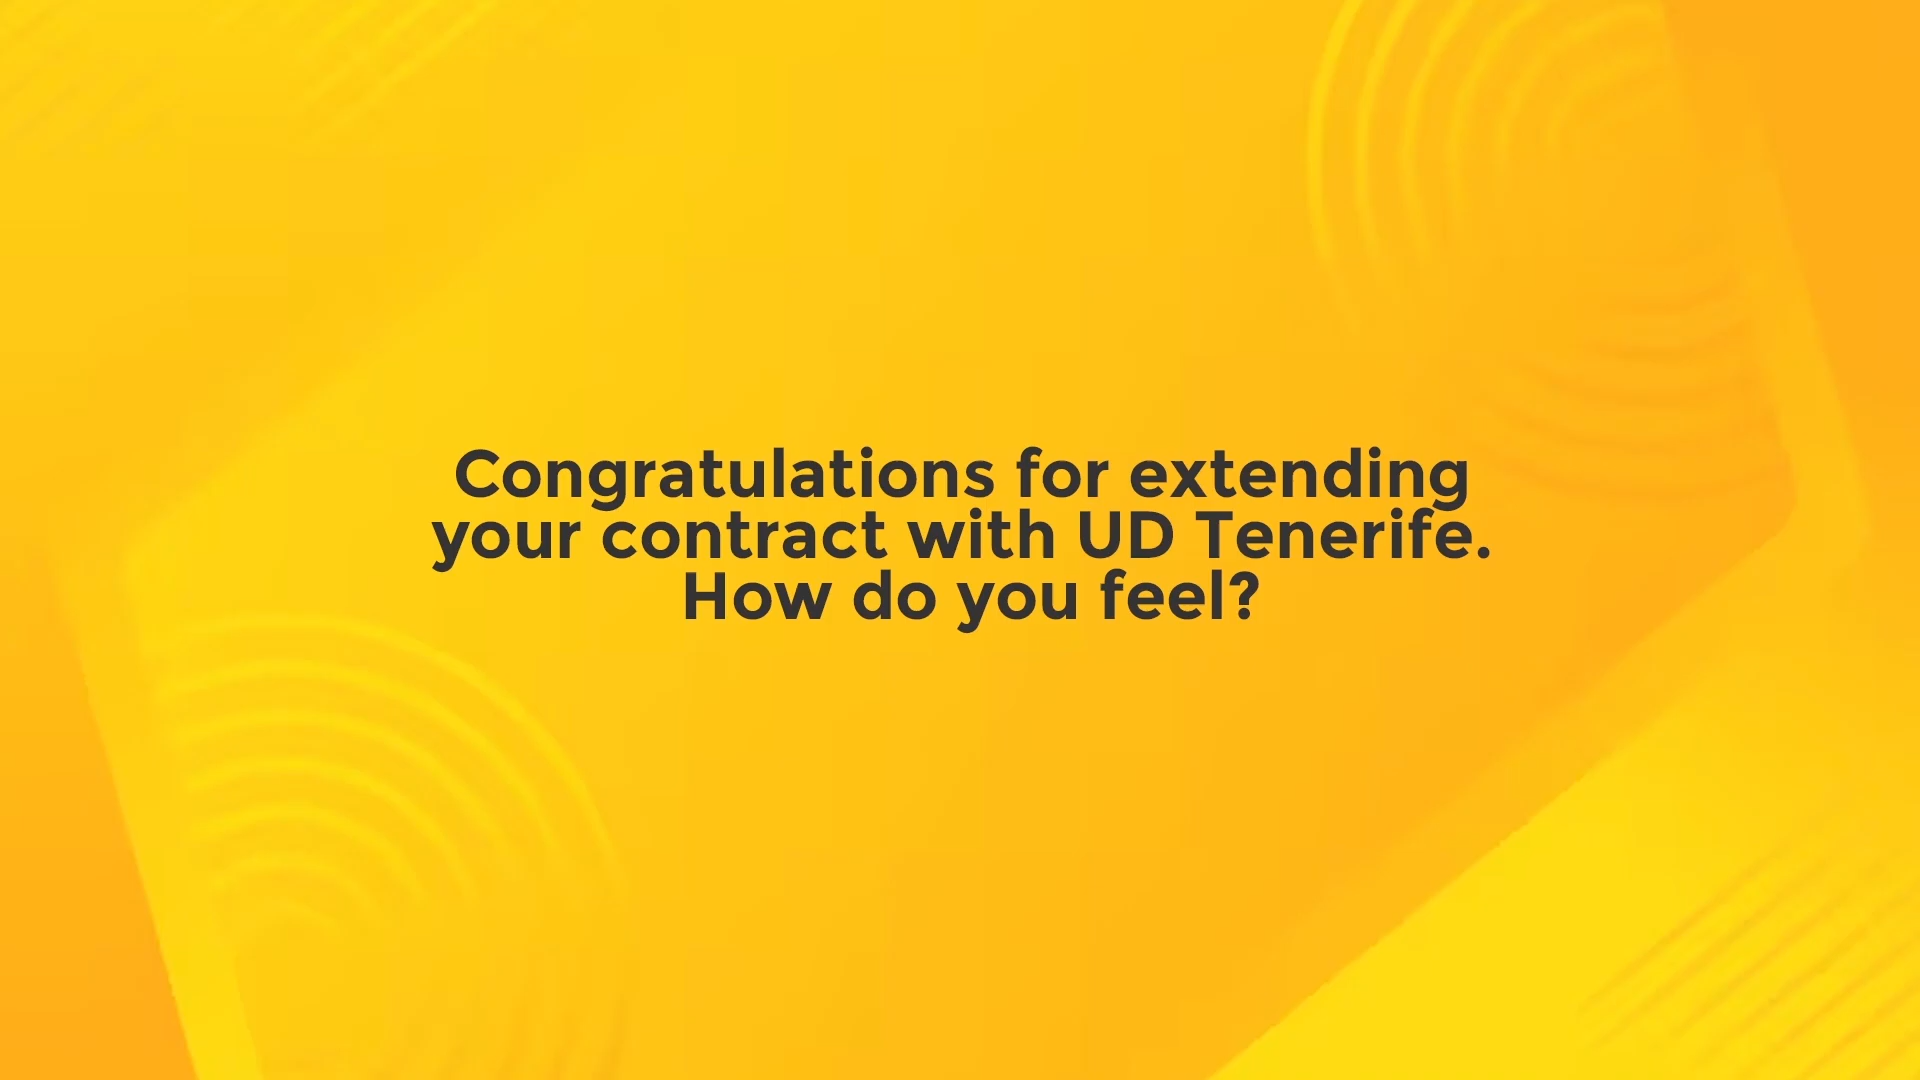 Congratulations for extending
your contract with UD Tenerife.
How do you feel?